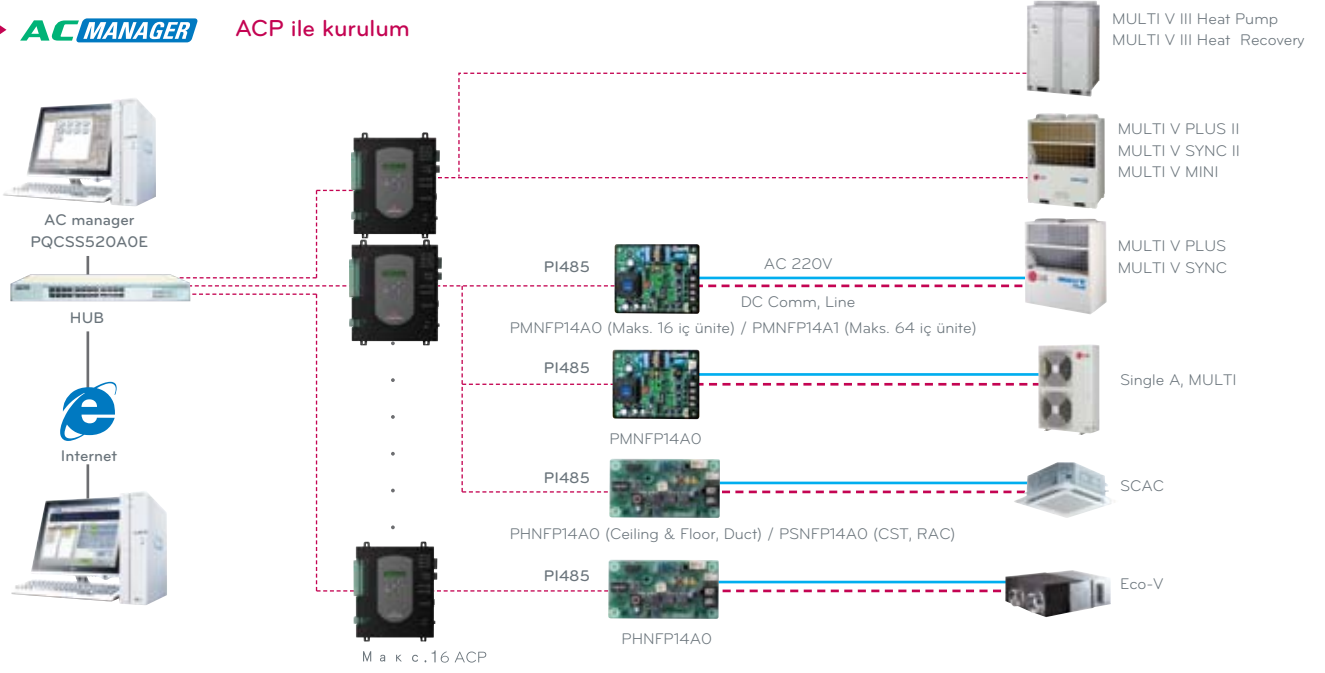 AC MANAGER
ACP ile kurulum
MULTI V III Heat Pump
MULTI V III Heat Recovery
MULTI V PLUS II
MULTI V SYNC II
MULTI V MINI
AC manager
PQCSS520A0E
HUB
Internet
PI485
AC 220V
DC Comm, Line
MULTI V PLUS
MULTI V SYNC
PMNFP14A0 (Maks. 16 iç ünite) / PMNFP14A1 (Maks. 64 iç ünite)
PI485
PMNFP14A0
Single A, MULTI
PI485
SCAC
PHNFP14A0 (Ceiling & Floor, Duct) / PSNFP14A0 (CST, RAC)
PI485
PHNFP14A0
Eco-V
Макс.16 ACP